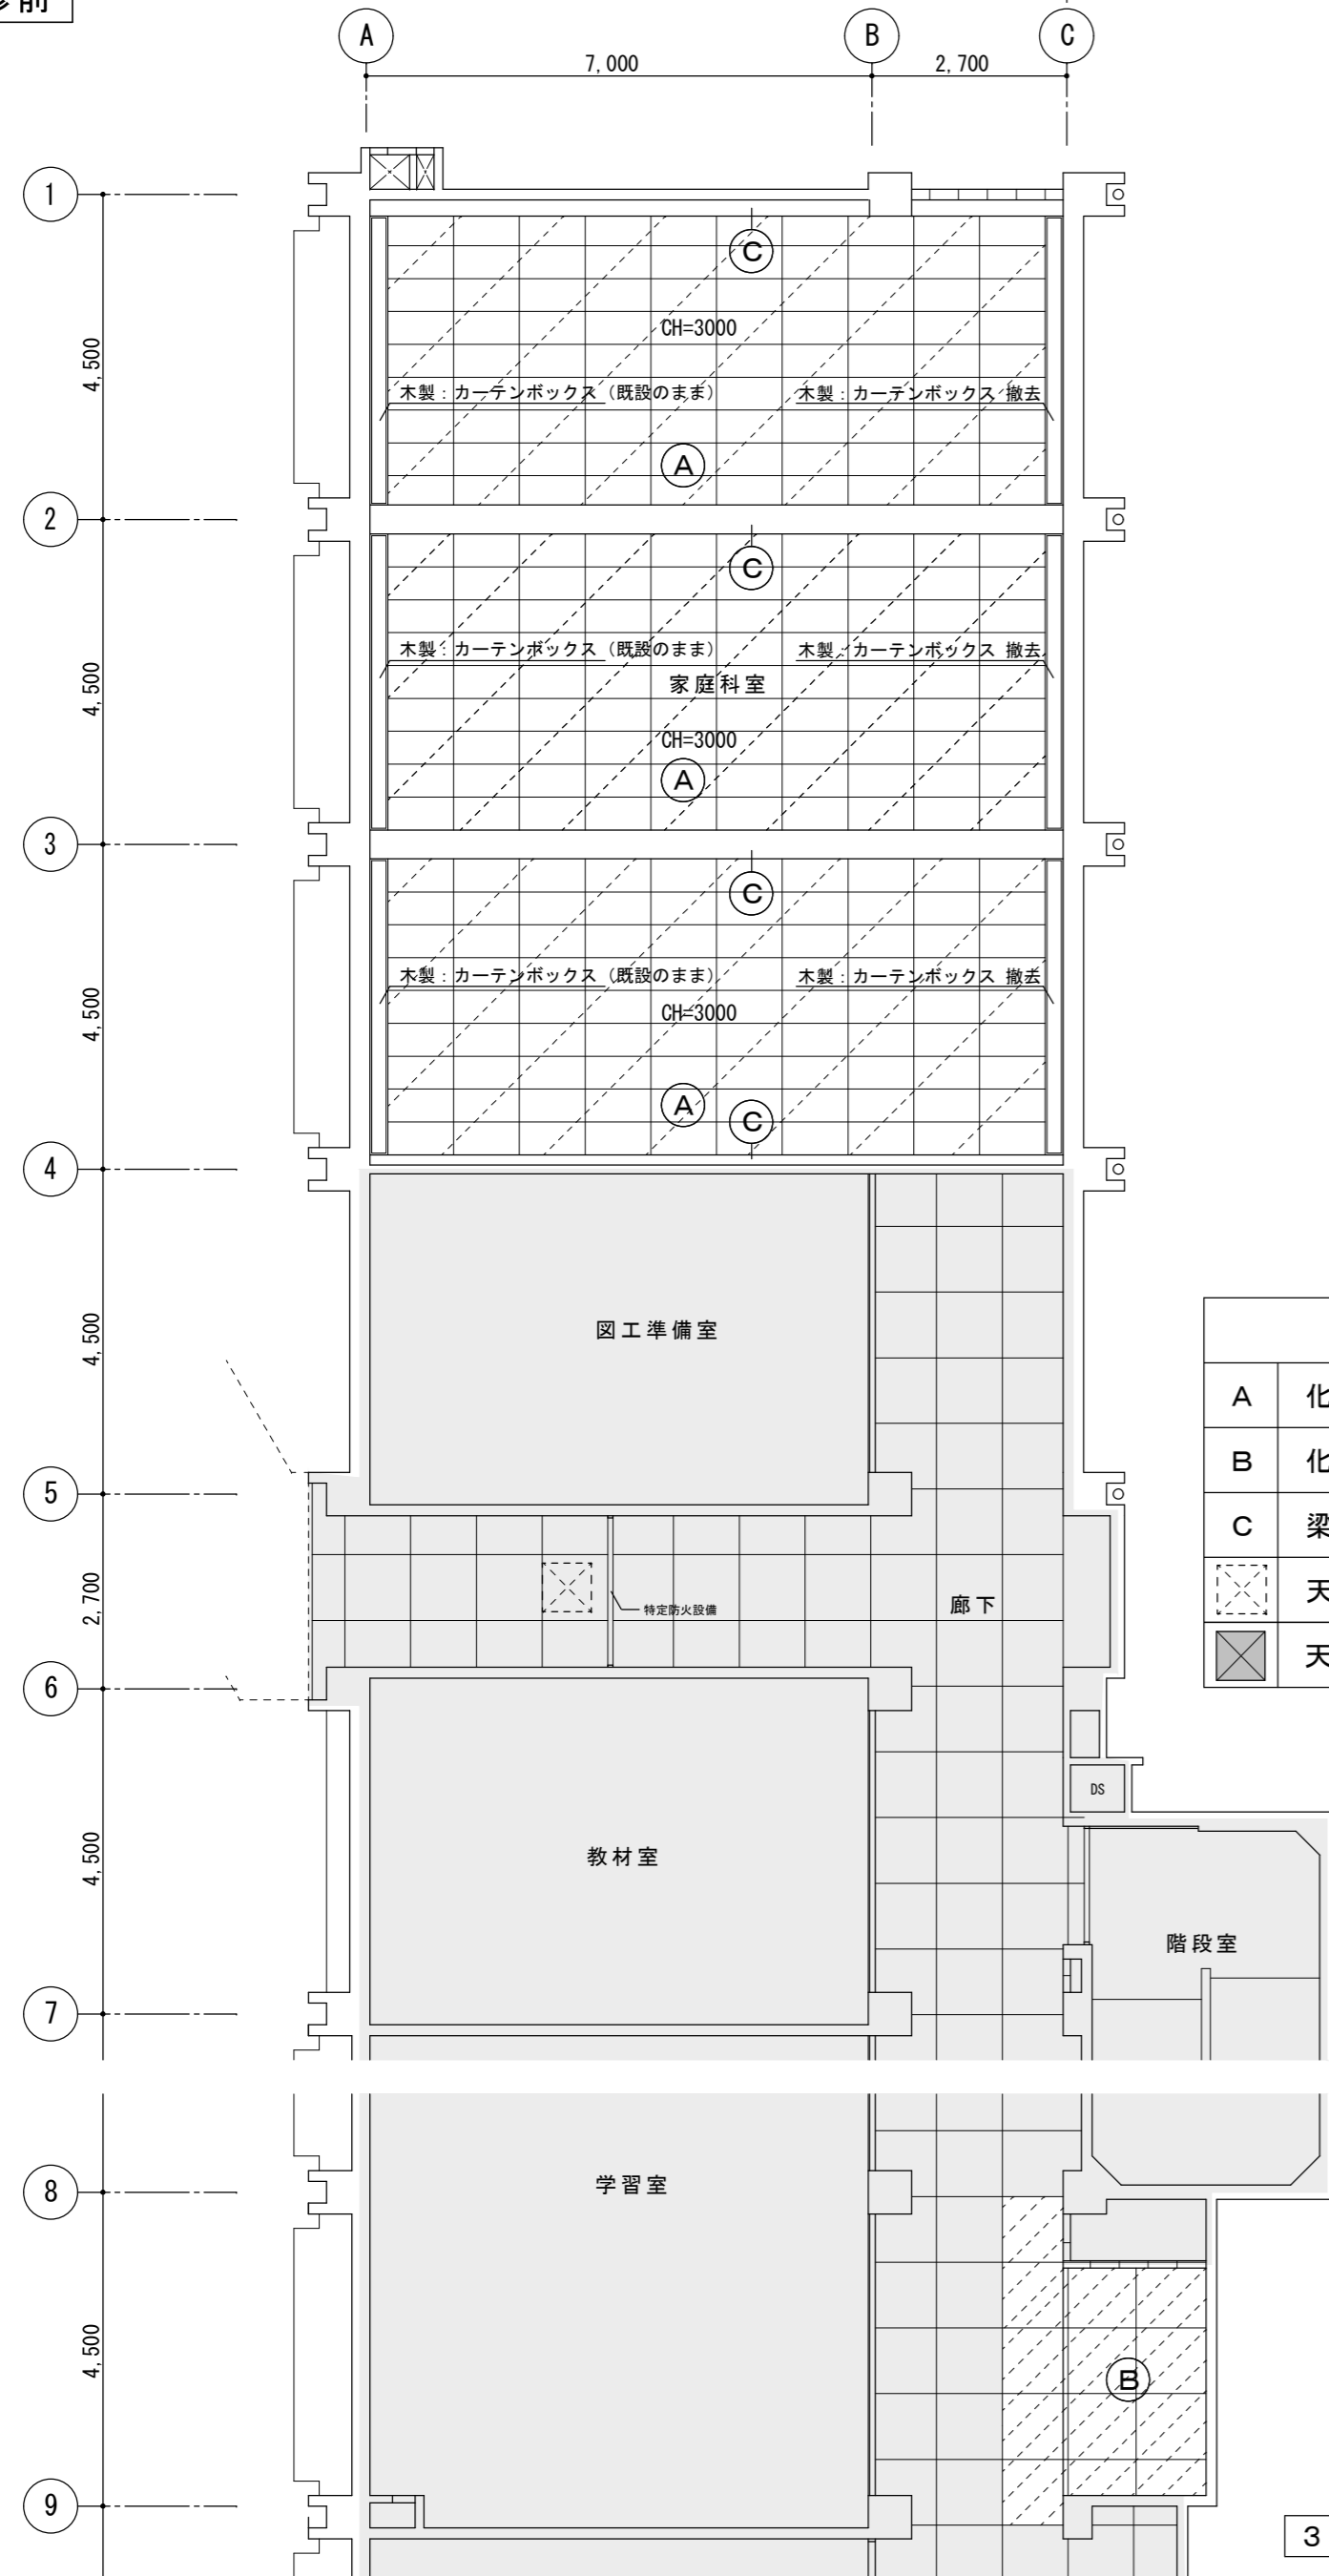 修前
A
B
C
7,000
2,700
1
C
CH=3000
4,500
木製:カーテンボックス(既設のまま)
木製:カーテンボックス 撤去
A
2
C
木製:カーテンボックス(既設のまま)
木製:カーテンボックス 撤去
4,500
家庭科室
CH=3000
A
3
C
木製:カーテンボックス(既設のまま)
木製:カーテンボックス 撤去
4,500
CH=3000
A
C
4
図工準備室
4,500
A 化
B 化
5
C 梁
天
2,700
特定防火設備
廊下
天
6
DS
教材室
4,500
階段室
7
学習室
8
4,500
B
9
3